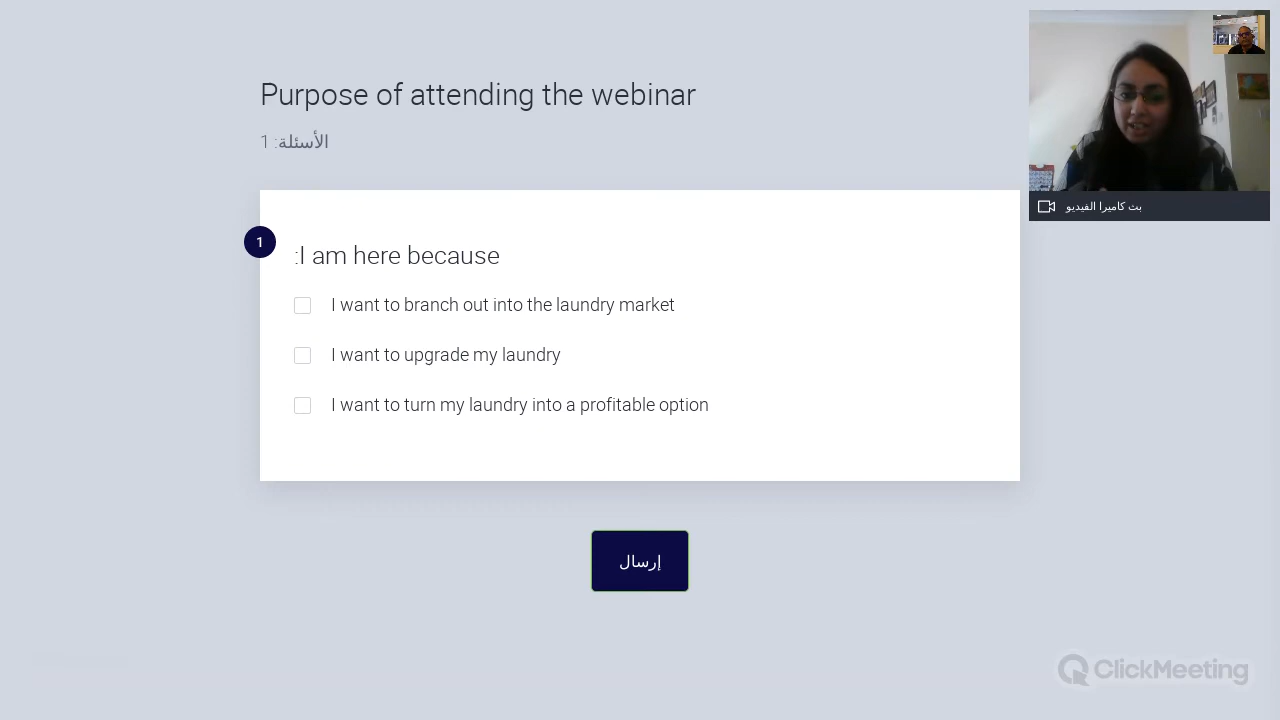 Purpose of attending the webinar
الأسئلة: 1
1
:I am here because
I want to branch out into the laundry market
I want to upgrade my laundry
I want to turn my laundry into a profitable option
إرسال
بث كاميرا الفيديو
ClickMeeting